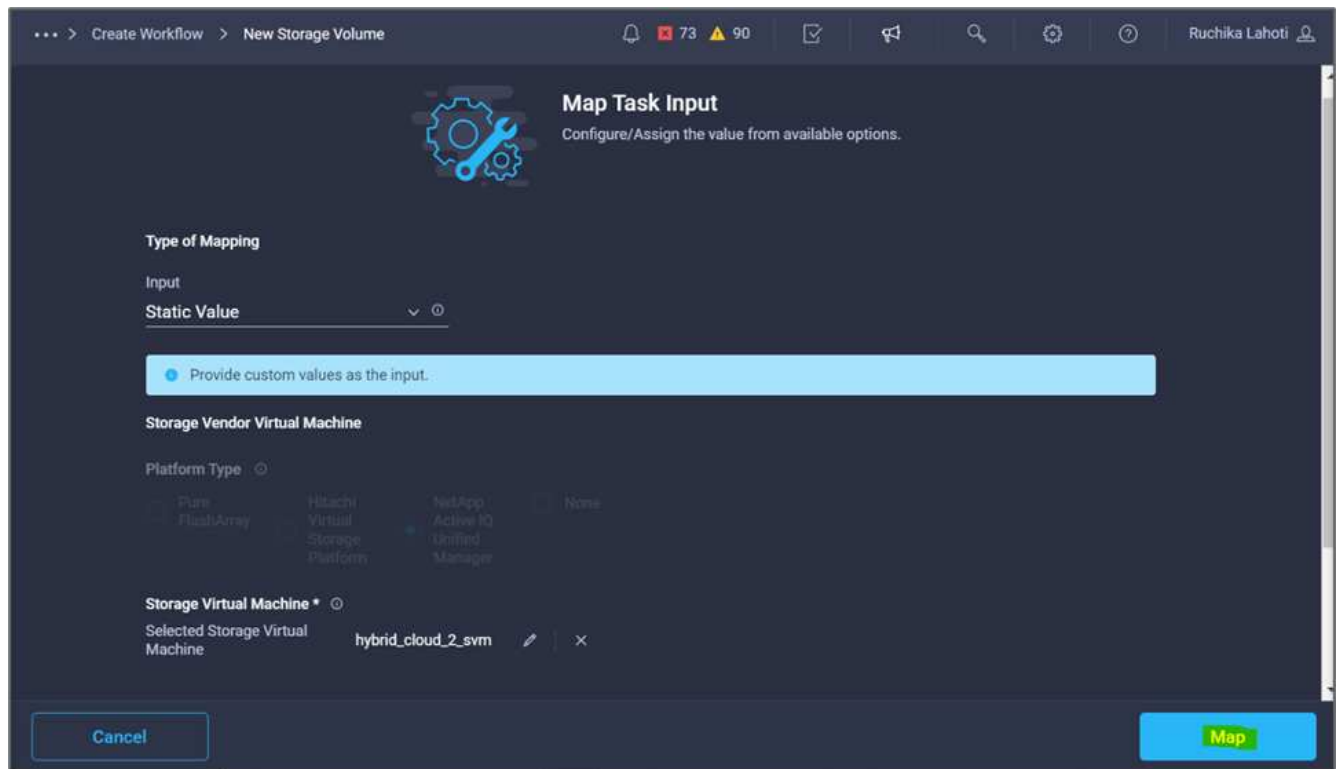 ••• > Create Workflow > New Storage Volume 73 90 Ruchika Lahoti
Map Task Input
Configure/Assign the value from available options.
Type of Mapping
Input
Static Value
Provide custom values as the input.
Storage Vendor Virtual Machine
Platform Type
Pure FlashArray
Hitachi Virtual Storage Platform
NetApp Active IQ Unified Manager
None
Storage Virtual Machine *
Selected Storage Virtual Machine
hybrid_cloud_2_svm
Cancel
Map